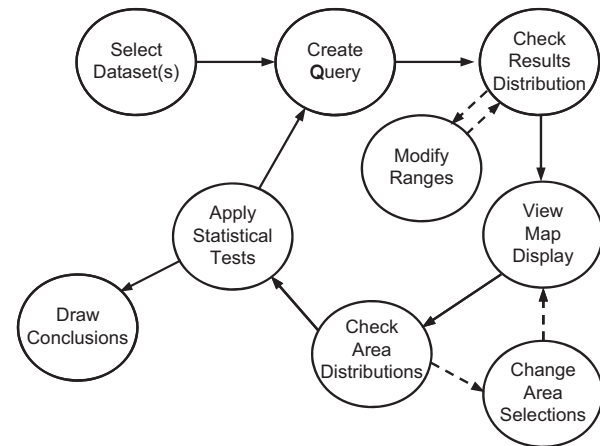 Select
Dataset(s)
Create
Query
Check
Results
Distribution
Modify
Ranges
View
Map
Display
Apply
Statistical
Tests
Draw
Conclusions
Check
Area
Distributions
Change
Area
Selections